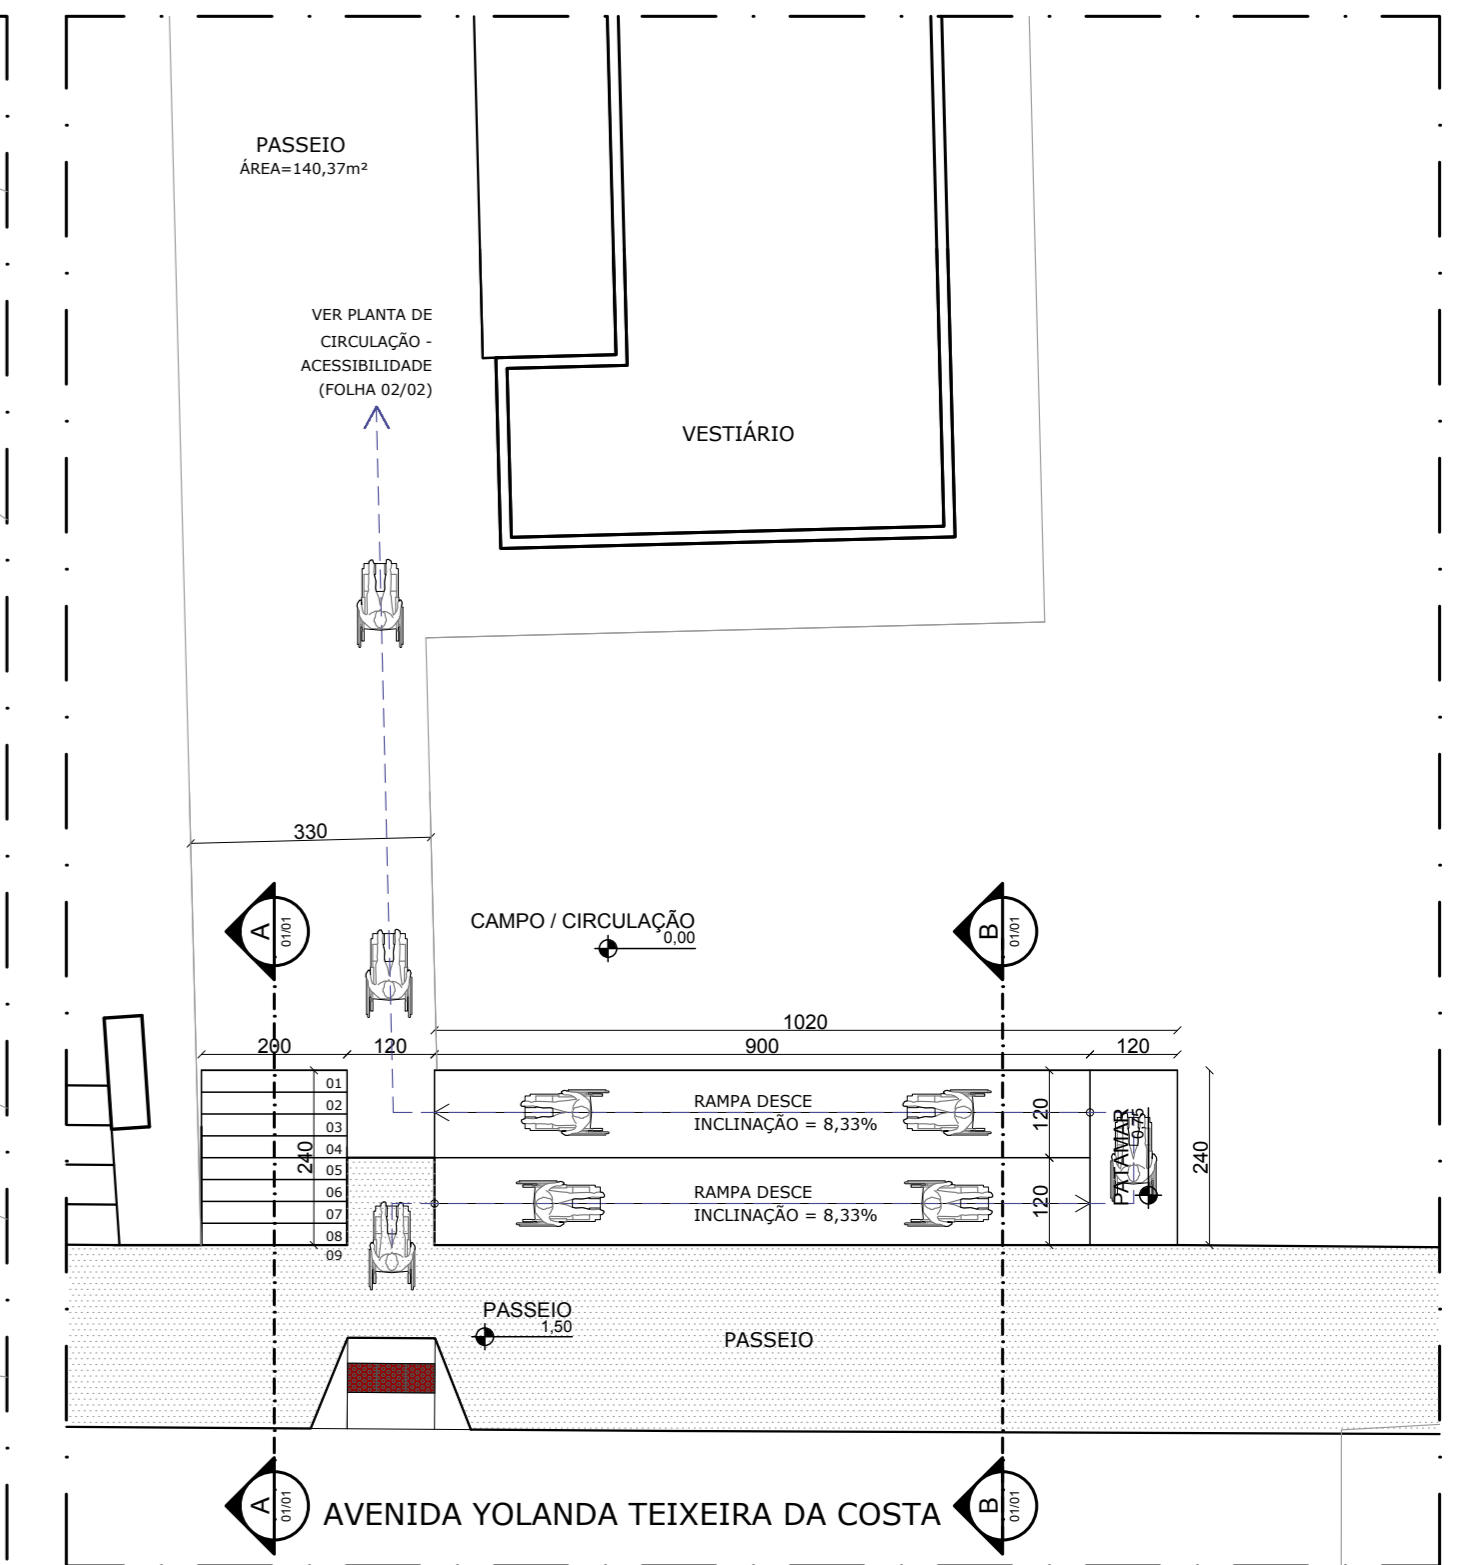 PASSEIO
ÁREA=140,37m²
VER PLANTA DE
CIRCULAÇÃO -
ACESSIBILIDADE
(FOLHA 02/02)
VESTIÁRIO
330
A
01/01
CAMPO / CIRCULAÇÃO
0,00
B
01/01
1020
200
120
900
120
01
02
03
04
05
06
07
08
09
240
RAMPA DESCE
INCLINAÇÃO = 8,33%
120
RAMPA DESCE
INCLINAÇÃO = 8,33%
120
PATAMAR
0,75
240
PASSEIO
1,50
PASSEIO
A
01/01
AVENIDA YOLANDA TEIXEIRA DA COSTA
B
01/01